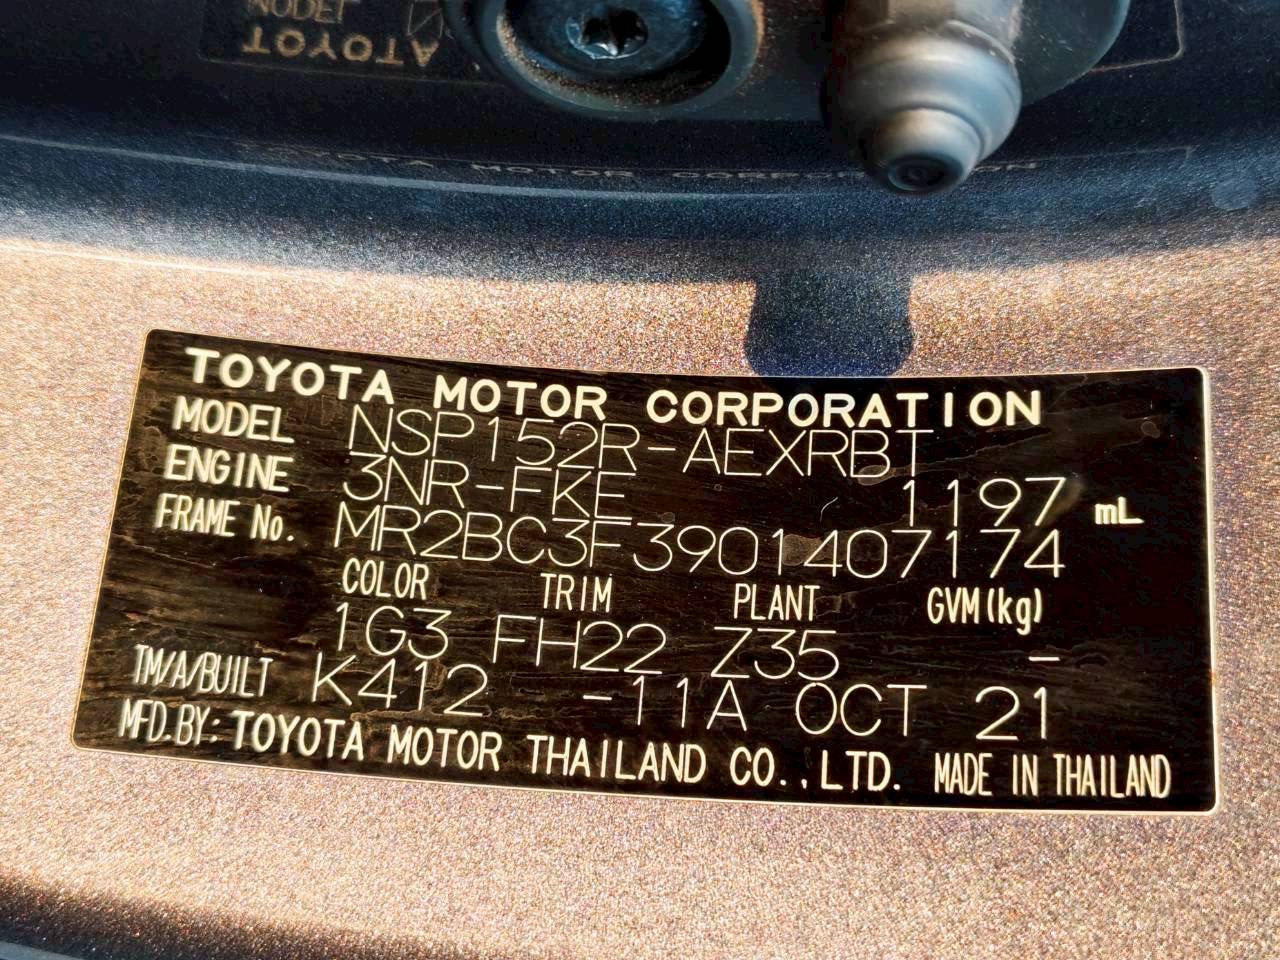 MODEL
TOYOTA
TOYOTA MOTOR CORPORATION
TOYOTA MOTOR CORPORATION
MODEL NSP152R-AEXRBT
ENGINE 3NR-FKE 1197 mL
FRAME No. MR2BC3F3901407174
COLOR TRIM PLANT GVM(kg)
1G3 FH22 Z35 -
TM/A/BUILT K412 -11A OCT 21
MFD.BY: TOYOTA MOTOR THAILAND CO.,LTD. MADE IN THAILAND